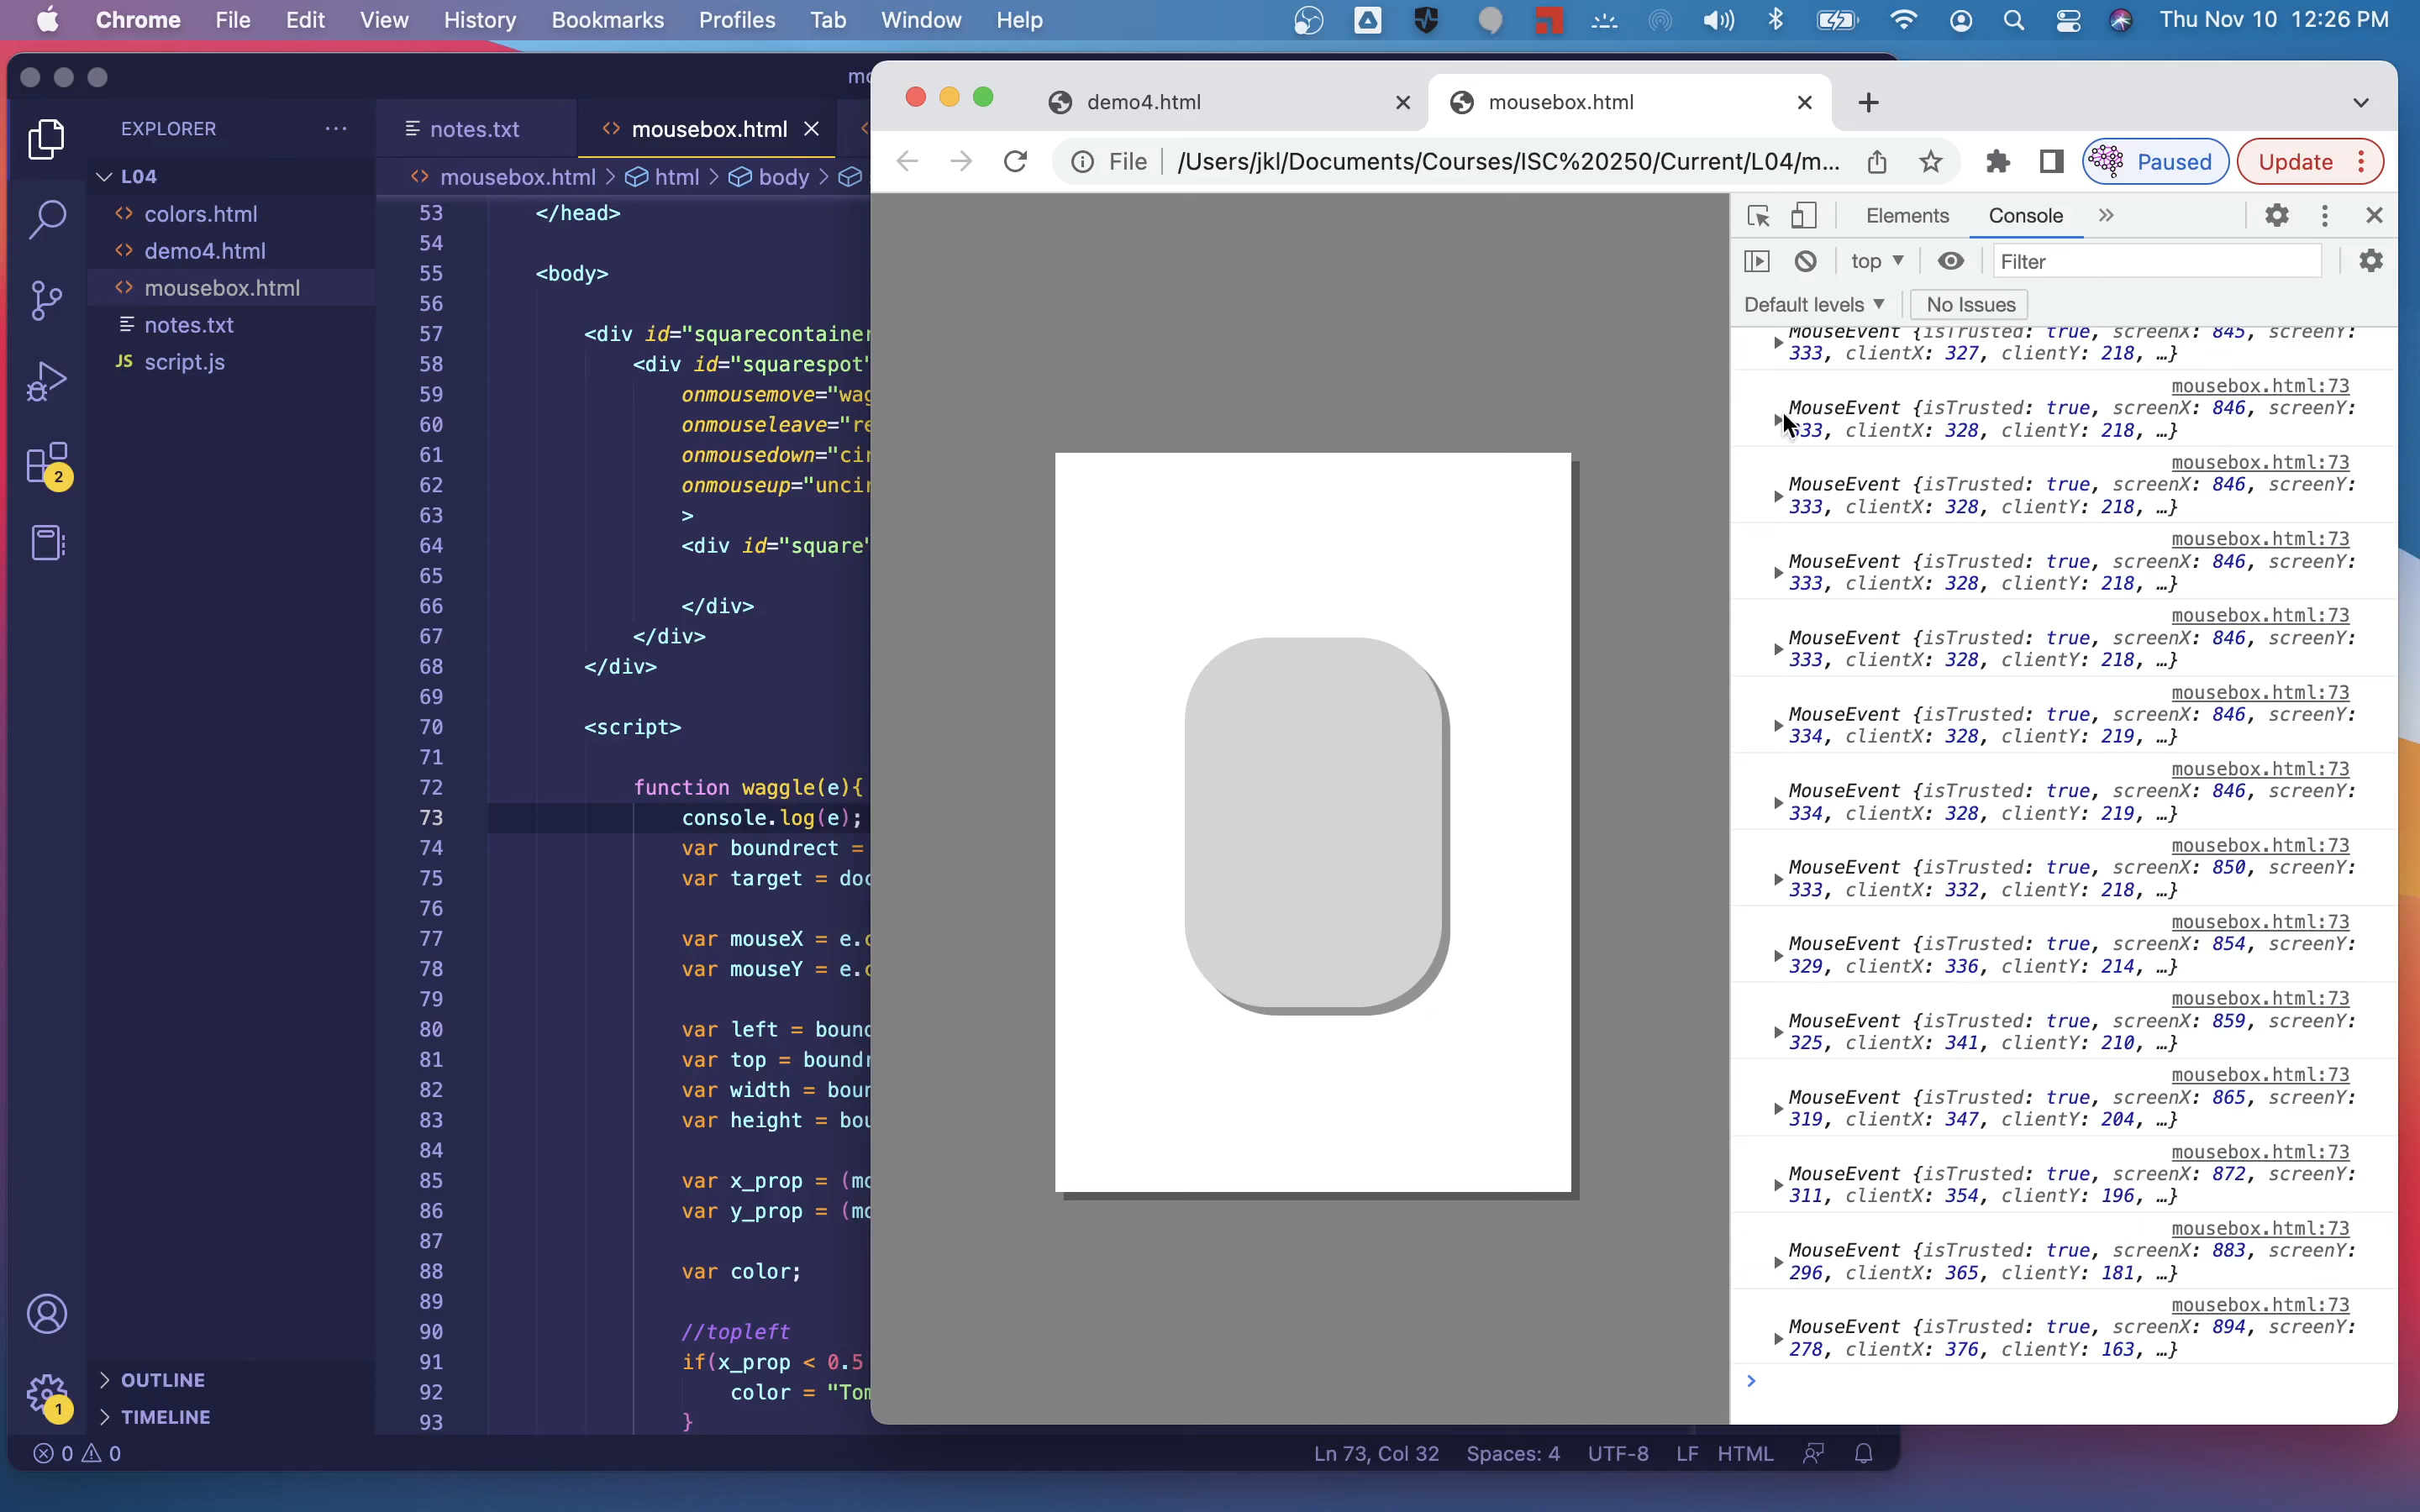 Chrome File Edit View History Bookmarks Profiles Tab Window Help Thu Nov 10 12:26 PM
EXPLORER ···
L04
colors.html
demo4.html
mousebox.html
notes.txt
JS script.js
2
1
OUTLINE
TIMELINE
notes.txt mousebox.html
mousebox.html > html > body >
53 </head>
54
55 <body>
56
57 <div id="squarecontainer
58 <div id="squarespot"
59 onmousemove="wag
60 onmouseleave="re
61 onmousedown="cir
62 onmouseup="uncir
63 >
64 <div id="square"
65
66 </div>
67 </div>
68 </div>
69
70 <script>
71
72 function waggle(e){
73 console.log(e);
74 var boundrect =
75 var target = doc
76
77 var mouseX = e.c
78 var mouseY = e.c
79
80 var left = bound
81 var top = boundr
82 var width = boun
83 var height = bou
84
85 var x_prop = (mo
86 var y_prop = (mo
87
88 var color;
89
90 //topleft
91 if(x_prop < 0.5
92 color = "Tom
93 }
0 0
Ln 73, Col 32 Spaces: 4 UTF-8 LF HTML
demo4.html mousebox.html
File /Users/jkl/Documents/Courses/ISC%20250/Current/L04/m... Paused Update
Elements Console »
top Filter
Default levels No Issues
MouseEvent {isTrusted: true, screenX: 845, screenY:
333, clientX: 327, clientY: 218, …}
mousebox.html:73
MouseEvent {isTrusted: true, screenX: 846, screenY:
333, clientX: 328, clientY: 218, …}
mousebox.html:73
MouseEvent {isTrusted: true, screenX: 846, screenY:
333, clientX: 328, clientY: 218, …}
mousebox.html:73
MouseEvent {isTrusted: true, screenX: 846, screenY:
333, clientX: 328, clientY: 218, …}
mousebox.html:73
MouseEvent {isTrusted: true, screenX: 846, screenY:
333, clientX: 328, clientY: 218, …}
mousebox.html:73
MouseEvent {isTrusted: true, screenX: 846, screenY:
334, clientX: 328, clientY: 219, …}
mousebox.html:73
MouseEvent {isTrusted: true, screenX: 846, screenY:
334, clientX: 328, clientY: 219, …}
mousebox.html:73
MouseEvent {isTrusted: true, screenX: 850, screenY:
333, clientX: 332, clientY: 218, …}
mousebox.html:73
MouseEvent {isTrusted: true, screenX: 854, screenY:
329, clientX: 336, clientY: 214, …}
mousebox.html:73
MouseEvent {isTrusted: true, screenX: 859, screenY:
325, clientX: 341, clientY: 210, …}
mousebox.html:73
MouseEvent {isTrusted: true, screenX: 865, screenY:
319, clientX: 347, clientY: 204, …}
mousebox.html:73
MouseEvent {isTrusted: true, screenX: 872, screenY:
311, clientX: 354, clientY: 196, …}
mousebox.html:73
MouseEvent {isTrusted: true, screenX: 883, screenY:
296, clientX: 365, clientY: 181, …}
mousebox.html:73
MouseEvent {isTrusted: true, screenX: 894, screenY:
278, clientX: 376, clientY: 163, …}